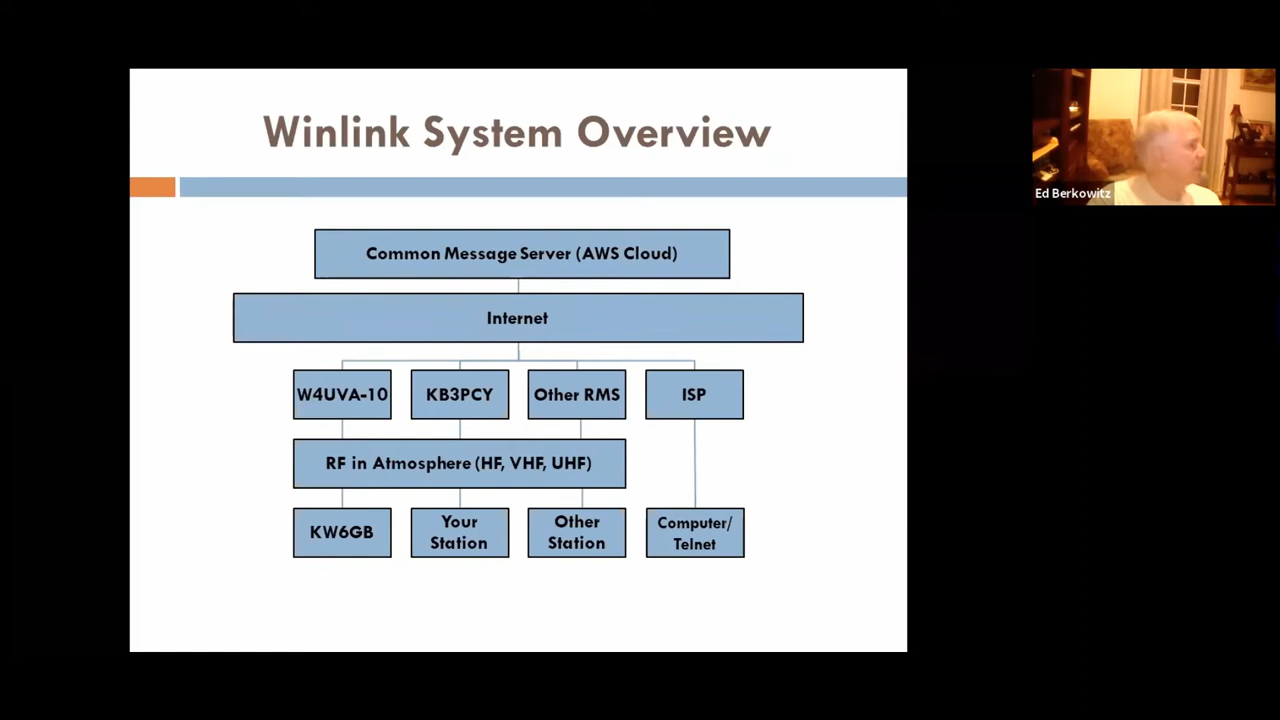 Winlink System Overview
Common Message Server (AWS Cloud)
Internet
W4UVA-10
KB3PCY
Other RMS
ISP
RF in Atmosphere (HF, VHF, UHF)
KW6GB
Your
Station
Other
Station
Computer/
Telnet
Ed Berkowitz